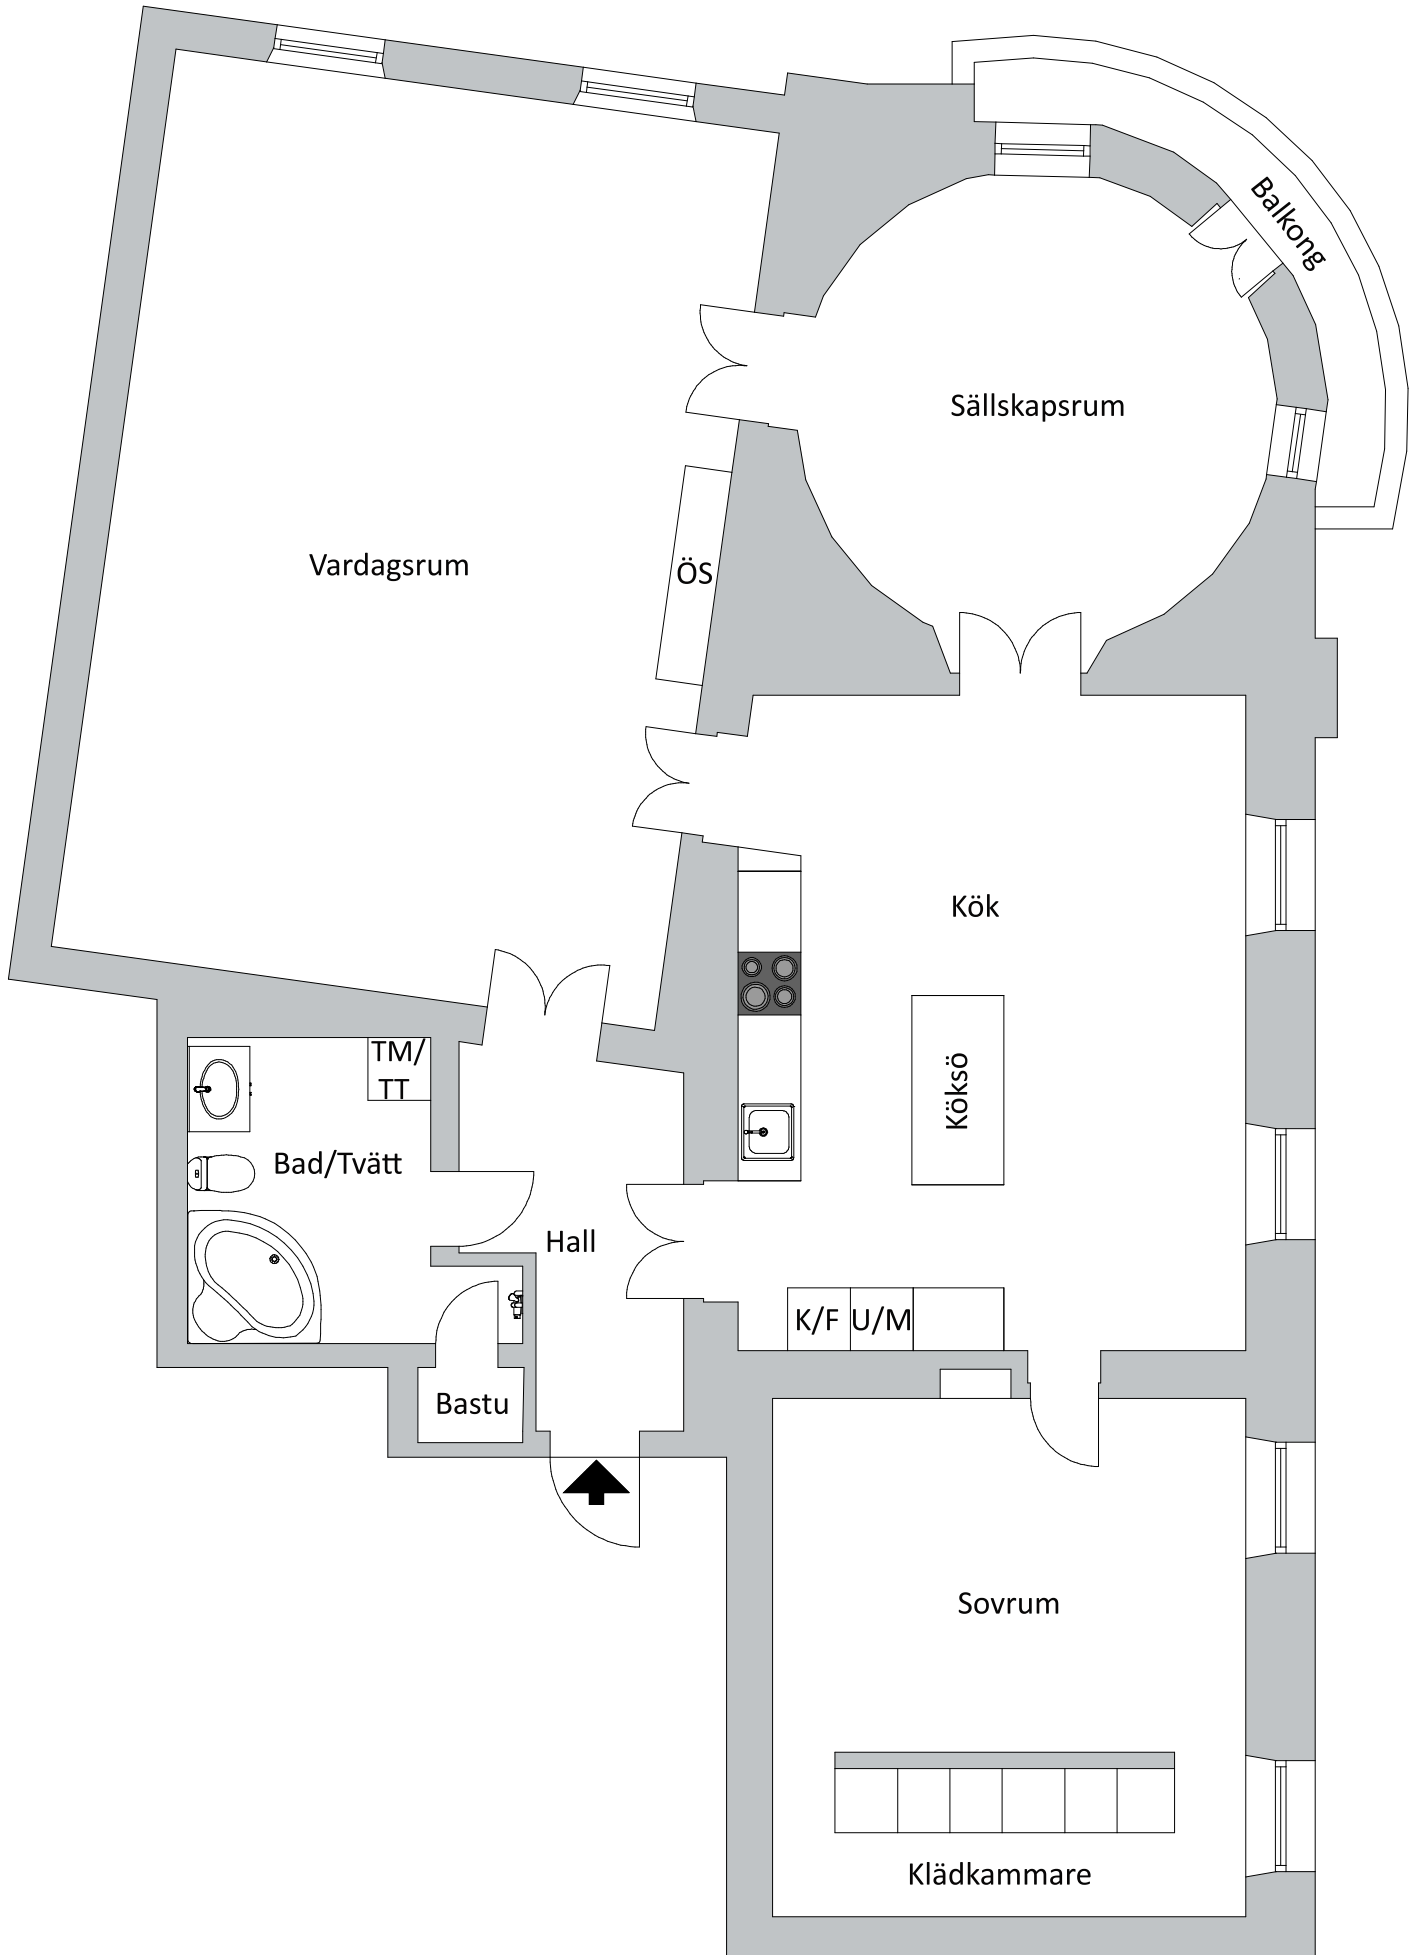 Balkong
Sällskapsrum
Vardagsrum
ÖS
Kök
TM/
TT
Köksö
Bad/Tvätt
Hall
K/F
U/M
Bastu
Sovrum
Klädkammare